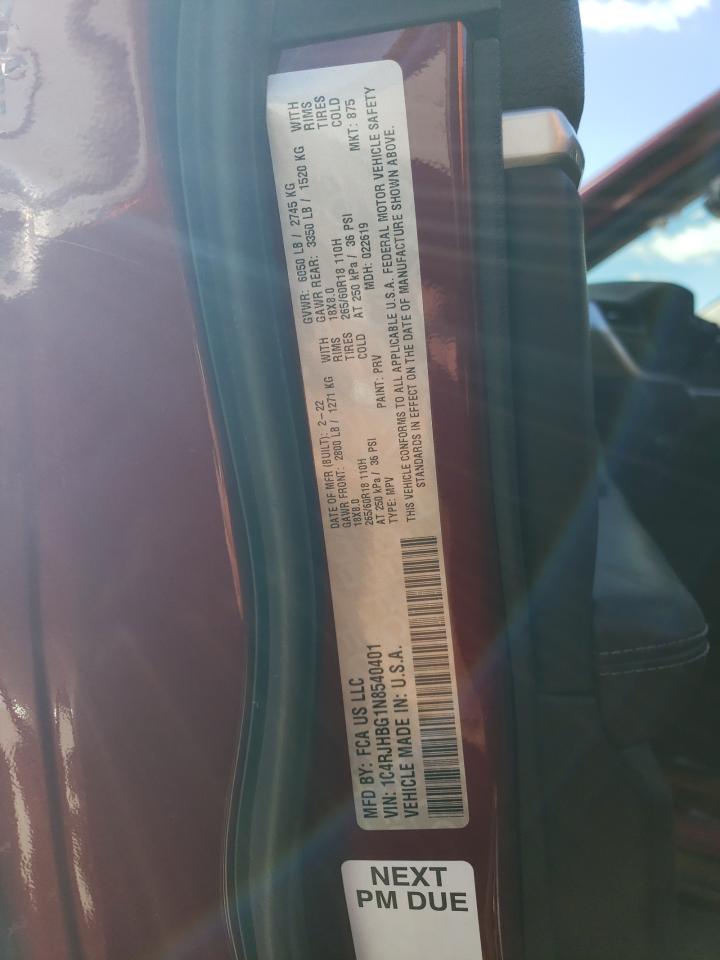 MFD BY: FCA US LLC
VIN: 1C4RJHBG1N8540401
VEHICLE MADE IN: U.S.A.
DATE OF MFR (BUILT): 2-22
GAWR FRONT: 2800 LB / 1271 KG WITH
18X8.0 RIMS
265/60R18 110H TIRES
AT 250 kPa / 36 PSI COLD
TYPE: MPV PAINT: PRV
GVWR: 6050 LB / 2745 KG
GAWR REAR: 3350 LB / 1520 KG WITH
18X8.0 RIMS
265/60R18 110H TIRES
AT 250 kPa / 36 PSI COLD
MDH: 022619 MKT: 875
THIS VEHICLE CONFORMS TO ALL APPLICABLE U.S.A. FEDERAL MOTOR VEHICLE SAFETY
STANDARDS IN EFFECT ON THE DATE OF MANUFACTURE SHOWN ABOVE.
NEXT
PM DUE